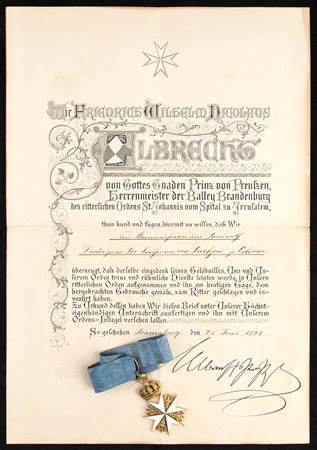 Wir FRIEDRICH WILHELM NICOLAUS
ALBRECHT
von Gottes Gnaden Prinz von Preußen,
Herrenmeister der Balley Brandenburg
des ritterlichen Ordens St. Johannis vom Spital zu Jerusalem,
thun kund und fügen hiermit zu wissen, daß Wir
überzeugt, daß derselbe eingedenk seines Gelöbnisses, Uns und Un-
serem Orden treue und rühmliche Dienste leisten werde, in Unsern
ritterlichen Orden aufgenommen und ihn am heutigen Tage, dem
hergebrachten Gebrauche gemäß, zum Ritter geschlagen und in-
vestirt haben.
Zu Urkund dessen haben Wir diesen Brief unter Unserer Höchst-
eigenhändigen Unterschrift ausfertigen und ihn mit Unserem
Ordens-Insiegel versehen lassen.
So geschehen Sonnenburg, den 1898.